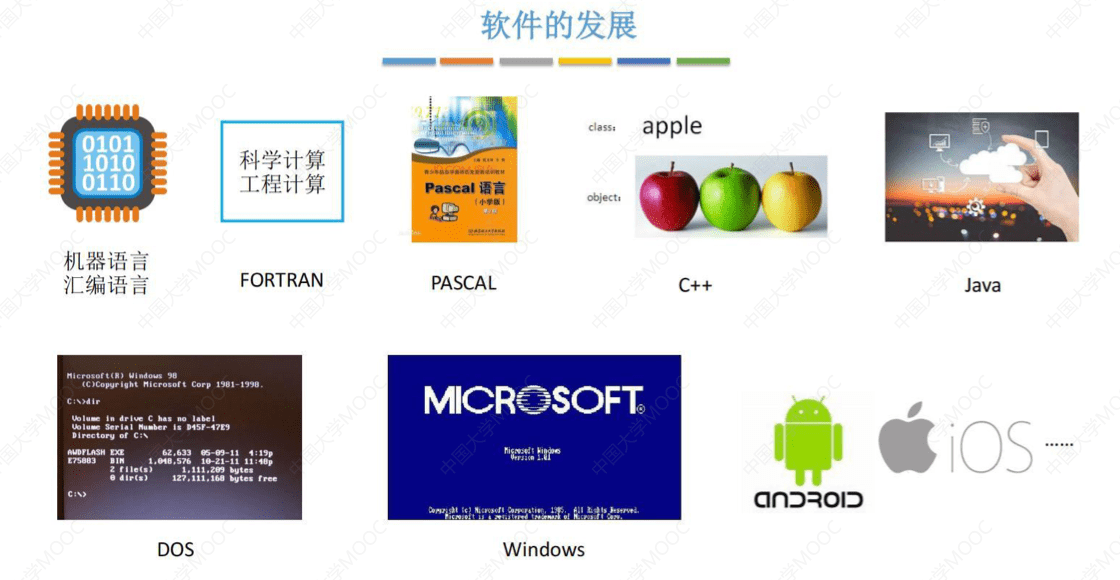 软件的发展
0101
1010
0110
机器语言
汇编语言
科学计算
工程计算
FORTRAN
Pascal 语言
（小学版）
PASCAL
class: apple
object:
C++
Java
Microsoft(R) Windows 98
(C)Copyright Microsoft Corp 1981-1998.
C:\>dir
Volume in drive C has no label
Volume Serial Number is D45F-47E9
Directory of C:\
AWDFLASH EXE 62,633 05-09-11 4:19p
E75883 BIN 1,048,576 10-21-11 11:48p
2 file(s) 1,111,209 bytes
0 dir(s) 127,111,168 bytes free
C:\>
DOS
MICROSOFT®
Microsoft Windows
Version 1.01
Copyright (c) Microsoft Corporation, 1985. All Rights Reserved.
Microsoft is a registered trademark of Microsoft Corp.
Windows
ANDROID
iOS ……
中国大学MOOC